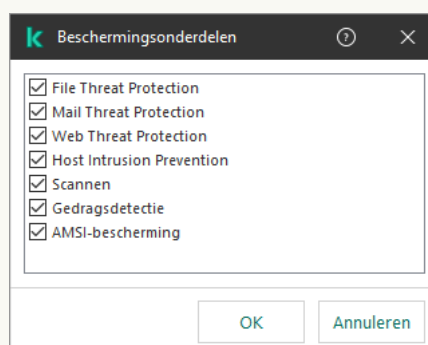 Beschermingsonderdelen
File Threat Protection
Mail Threat Protection
Web Threat Protection
Host Intrusion Prevention
Scannen
Gedragsdetectie
AMSI-bescherming
OK Annuleren